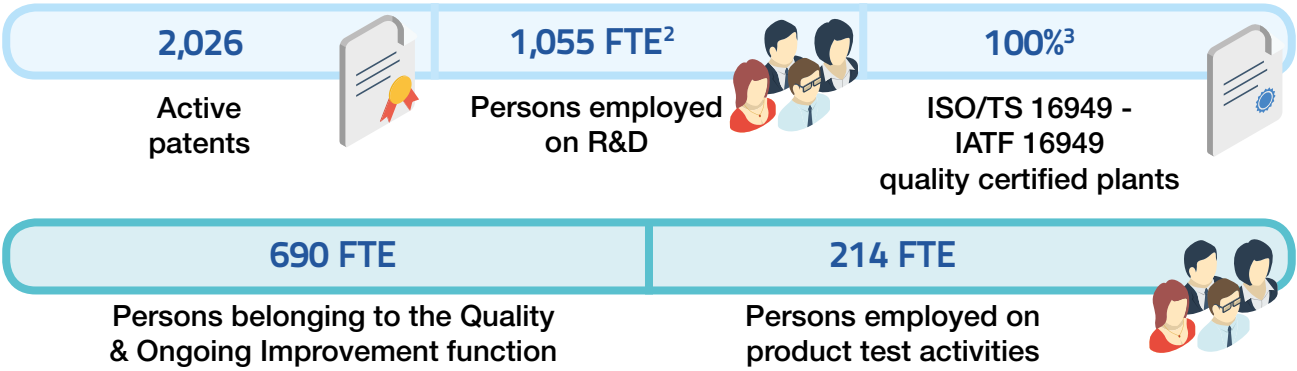 2,026
Active
patents
1,055 FTE²
Persons employed
on R&D
100%³
ISO/TS 16949 -
IATF 16949
quality certified plants
690 FTE
Persons belonging to the Quality
& Ongoing Improvement function
214 FTE
Persons employed on
product test activities